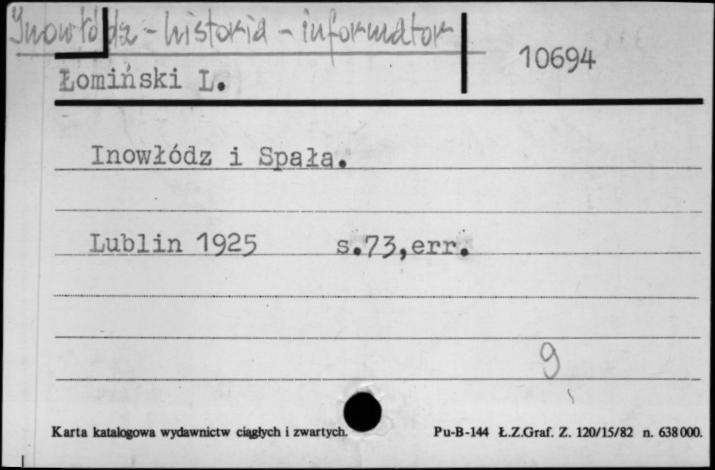 Inowłódz - historia - informator
10694
Łomiński L.
Inowłódz i Spała.
Lublin 1925 s.73,err.
9
Karta katalogowa wydawnictw ciągłych i zwartych. Pu-B-144 Ł.Z.Graf. Z. 120/15/82 n. 638 000.